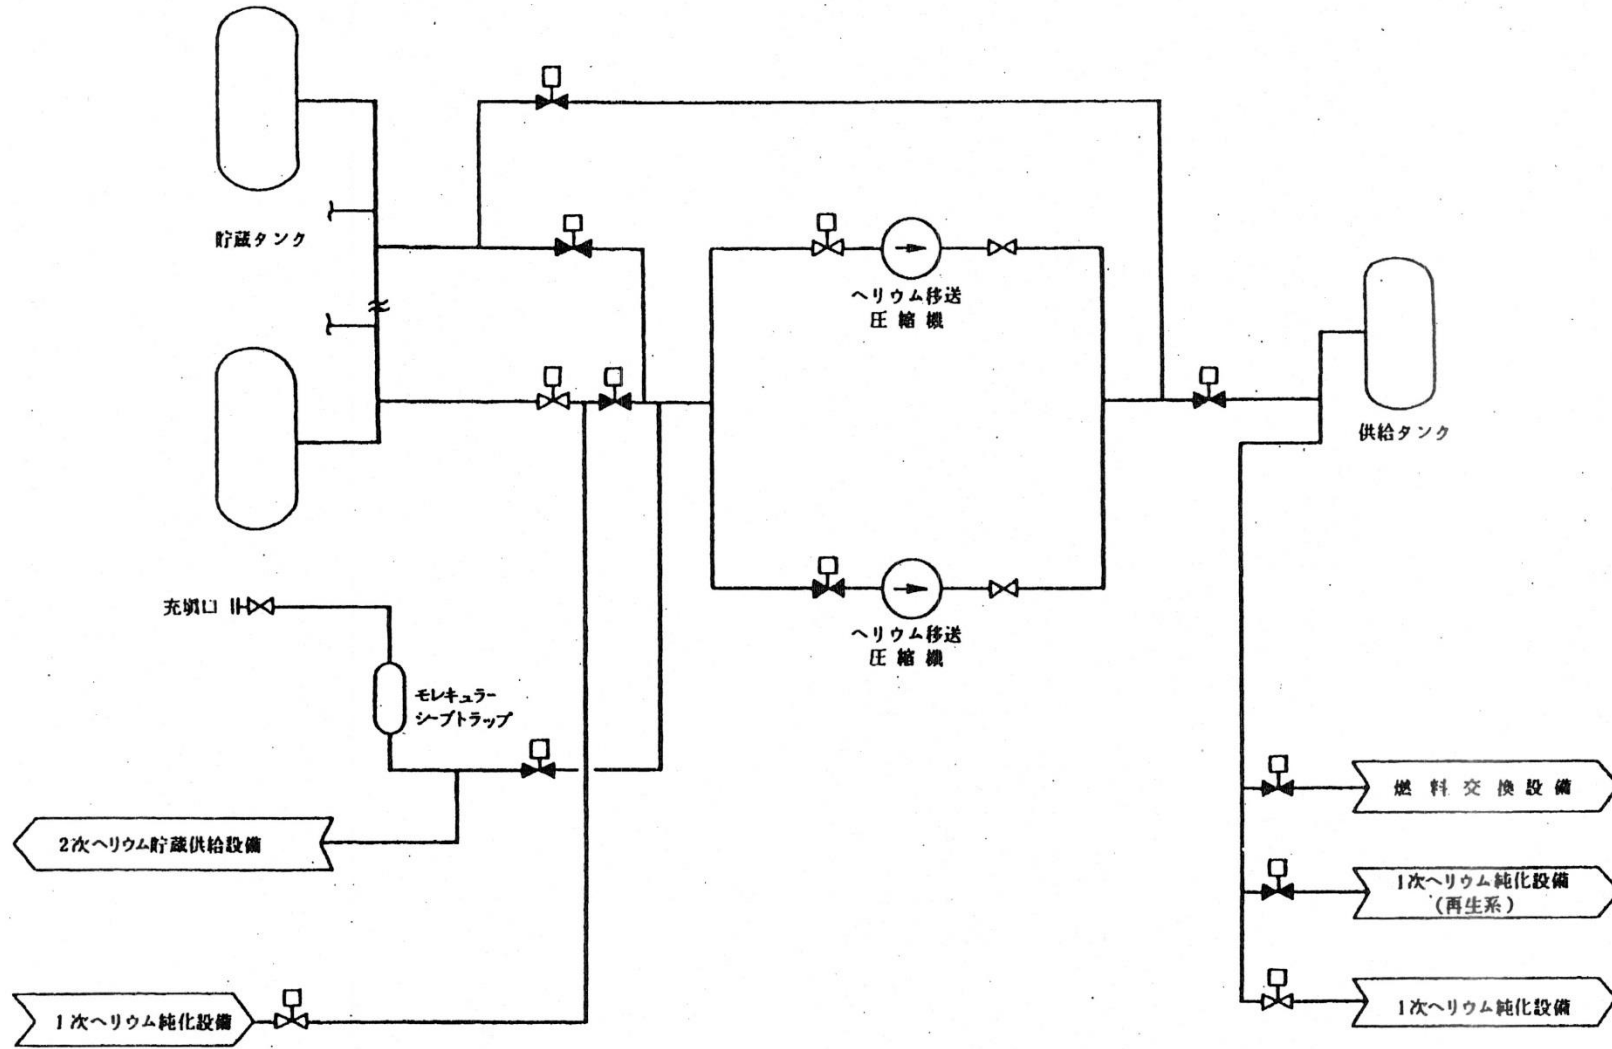 貯蔵タンク
ヘリウム移送
圧縮機
供給タンク
充塡口
ヘリウム移送
圧縮機
モレキュラー
シーブトラップ
燃料交換設備
2次ヘリウム貯蔵供給設備
1次ヘリウム純化設備
(再生系)
1次ヘリウム純化設備
1次ヘリウム純化設備